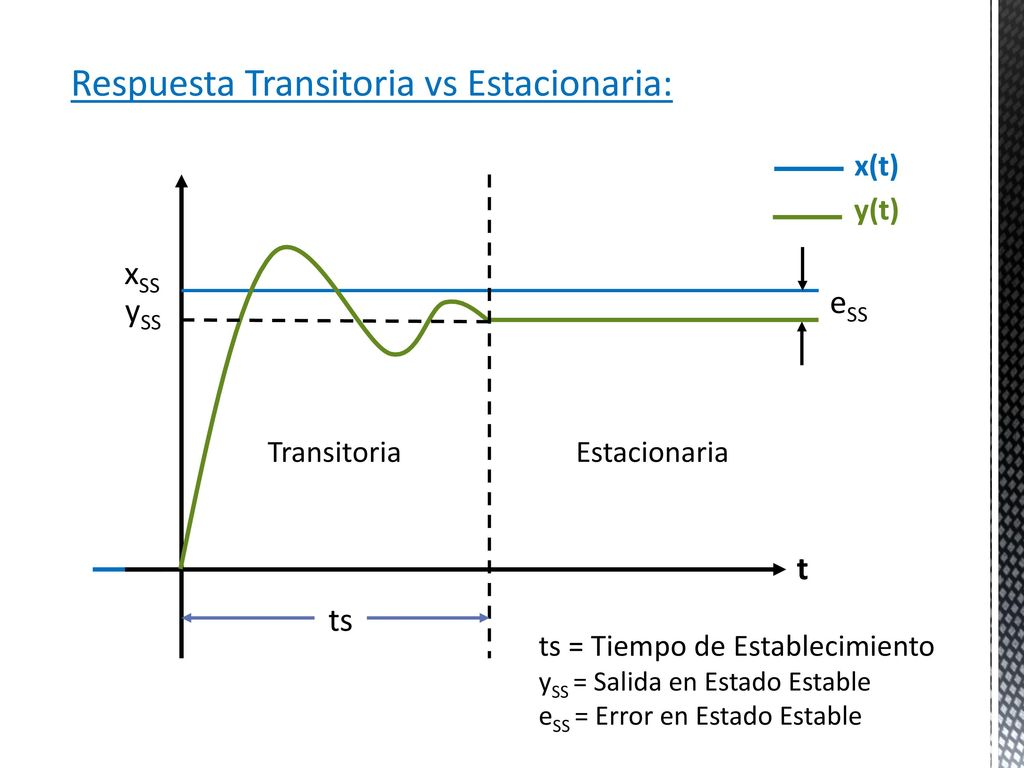 Respuesta Transitoria vs Estacionaria:
x(t)
y(t)
xSS
ySS
eSS
Transitoria
Estacionaria
t
ts
ts = Tiempo de Establecimiento
ySS = Salida en Estado Estable
eSS = Error en Estado Estable